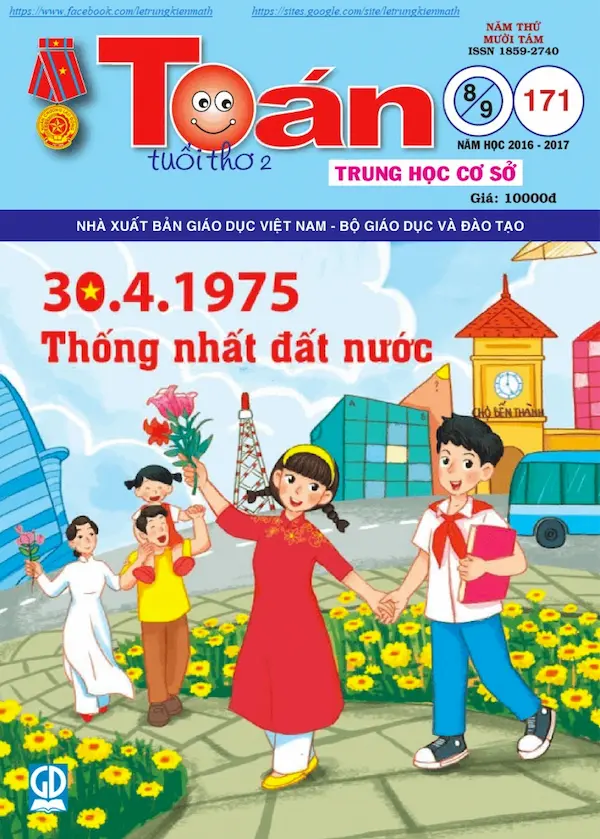 https://www.facebook.com/letrungkienmath
https://sites.google.com/site/letrungkienmath
NĂM THỨ
MƯỜI TÁM
ISSN 1859-2740
Toán
tuổi thơ 2
8/9
171
NĂM HỌC 2016 - 2017
TRUNG HỌC CƠ SỞ
Giá: 10000đ
NHÀ XUẤT BẢN GIÁO DỤC VIỆT NAM - BỘ GIÁO DỤC VÀ ĐÀO TẠO
30.4.1975
Thống nhất đất nước
A
B
?
CHỢ BẾN THÀNH
GD